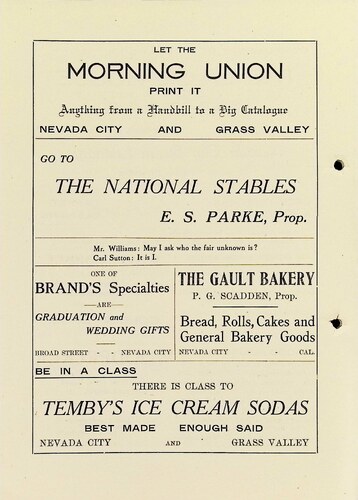 LET THE
MORNING UNION
PRINT IT
Anything from a Handbill to a Big Catalogue
NEVADA CITY AND GRASS VALLEY
GO TO
THE NATIONAL STABLES
E. S. PARKE, Prop.
Mr. Williams: May I ask who the fair unknown is?
Carl Sutton: It is I.
ONE OF
BRAND'S Specialties
—ARE—
GRADUATION and
WEDDING GIFTS
BROAD STREET - - NEVADA CITY
THE GAULT BAKERY
P. G. SCADDEN, Prop.
Bread, Rolls, Cakes and
General Bakery Goods
NEVADA CITY - - CAL.
BE IN A CLASS
THERE IS CLASS TO
TEMBY'S ICE CREAM SODAS
BEST MADE ENOUGH SAID
NEVADA CITY AND GRASS VALLEY